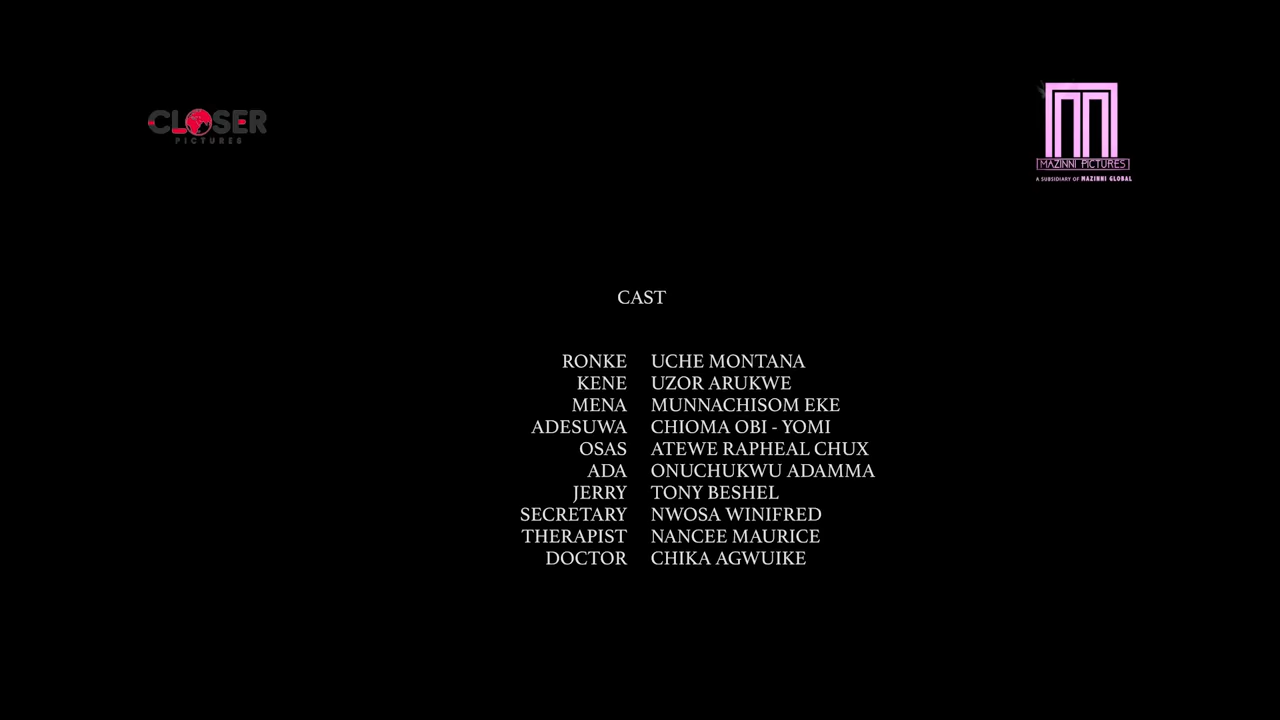 CLOSER
PICTURES
MAZINNI PICTURES
A SUBSIDIARY OF MAZINNI GLOBAL
CAST
RONKE UCHE MONTANA
KENE UZOR ARUKWE
MENA MUNNACHISOM EKE
ADESUWA CHIOMA OBI - YOMI
OSAS ATEWE RAPHEAL CHUX
ADA ONUCHUKWU ADAMMA
JERRY TONY BESHEL
SECRETARY NWOSA WINIFRED
THERAPIST NANCEE MAURICE
DOCTOR CHIKA AGWUIKE